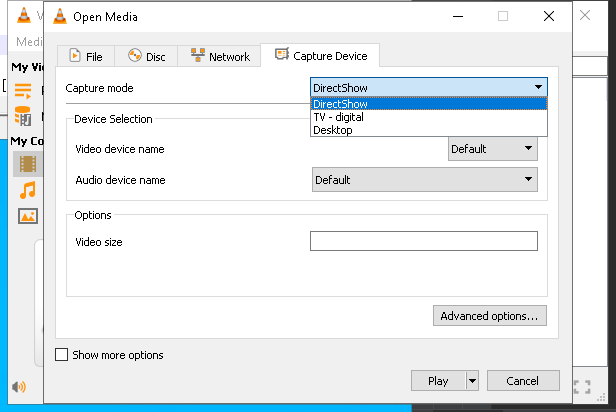 Open Media
Medi
File
Disc
Network
Capture Device
My Vi
Capture mode
DirectShow
DirectShow
TV - digital
Desktop
Device Selection
Video device name
Default
My Co
Audio device name
Default
Options
Video size
Advanced options...
Show more options
Play
Cancel